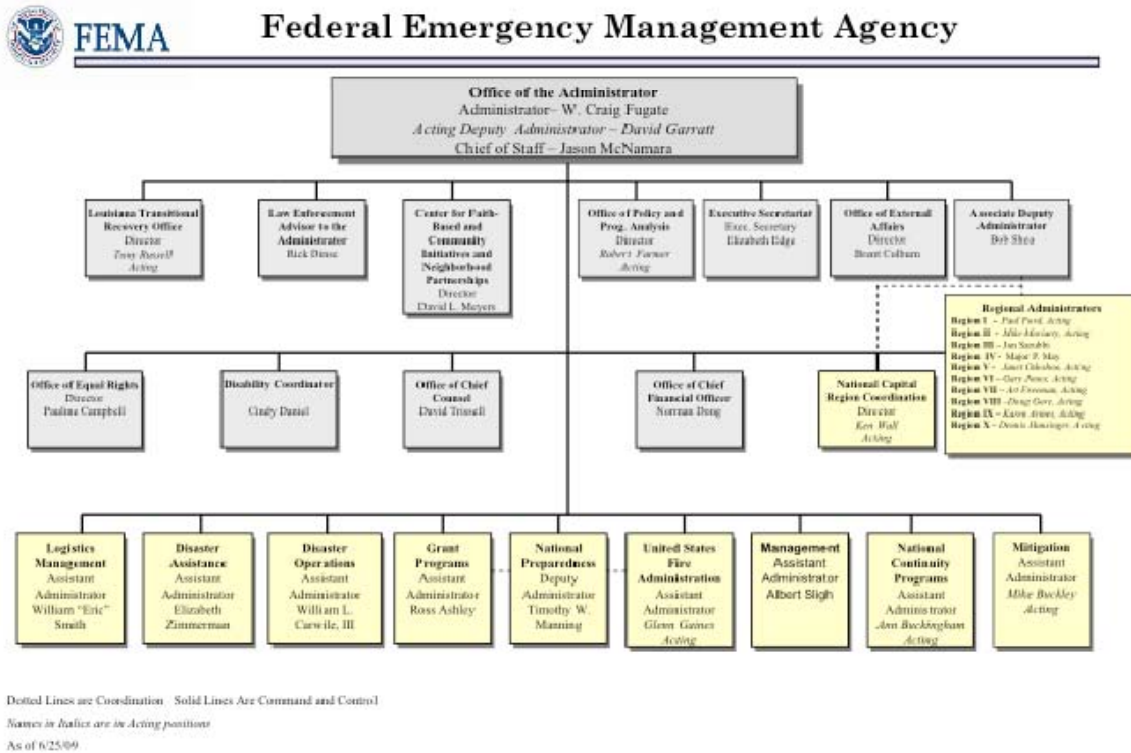 FEMA
Federal Emergency Management Agency
Office of the Administrator
Administrator– W. Craig Fugate
Acting Deputy Administrator – David Garratt
Chief of Staff – Jason McNamara
Louisiana Transitional
Recovery Office
Director
Tony Russell
Acting
Law Enforcement
Advisor to the
Administrator
Rick Dinse
Center for Faith-
Based and
Community
Initiatives and
Neighborhood
Partnerships
Director
David L. Myers
Office of Policy and
Prog. Analysis
Director
Robert Farmer
Acting
Executive Secretariat
Exec. Secretary
Elizabeth Edge
Office of External
Affairs
Director
Brent Colburn
Associate Deputy
Administrator
Bob Shea
Regional Administrators
Region I – Paul Ford, Acting
Region II – Mike Moriarty, Acting
Region III – Jon
Region IV – Major P. May
Region V – Janet Acting
Region VI – Gary Jones, Acting
Region VII – Art Freeman, Acting
Region VIII –Doug Gore, Acting
Region IX – Karen Armes, Acting
Region X – Dennis Hunsinger, Acting
Office of Equal Rights
Director
Pauline Campbell
Disability Coordinator
Cindy Daniel
Office of Chief
Counsel
David Trissell
Office of Chief
Financial Officer
Norman Dong
National Capital
Region Coordination
Director
Ken Wall
Acting
Logistics
Management
Assistant
Administrator
William “Eric”
Smith
Disaster
Assistance
Assistant
Administrator
Elizabeth
Zimmerman
Disaster
Operations
Assistant
Administrator
William L.
Carwile, III
Grant
Programs
Assistant
Administrator
Ross Ashley
National
Preparedness
Deputy
Administrator
Timothy W.
Manning
United States
Fire
Administration
Assistant
Administrator
Glenn Gaines
Acting
Management
Assistant
Administrator
Albert Sligh
National
Continuity
Programs
Assistant
Administrator
Ann Buckingham
Acting
Mitigation
Assistant
Administrator
Mike Buckley
Acting
Dotted Lines are Coordination Solid Lines Are Command and Control
Names in Italics are in Acting positions
As of 6/25/09